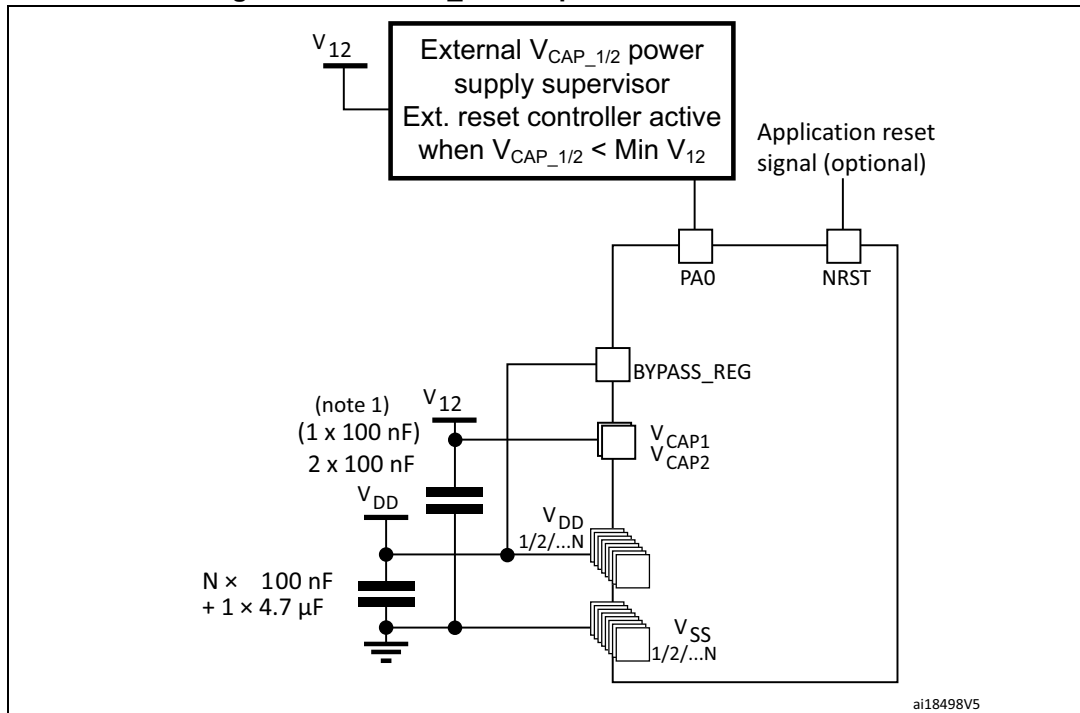 V12
External VCAP_1/2 power
supply supervisor
Ext. reset controller active
when VCAP_1/2 < Min V12
Application reset
signal (optional)
PA0
NRST
BYPASS_REG
(note 1)
(1 x 100 nF)
2 x 100 nF
V12
VCAP1
VCAP2
VDD
VDD
1/2/...N
N × 100 nF
+ 1 × 4.7 µF
VSS
1/2/...N
ai18498V5